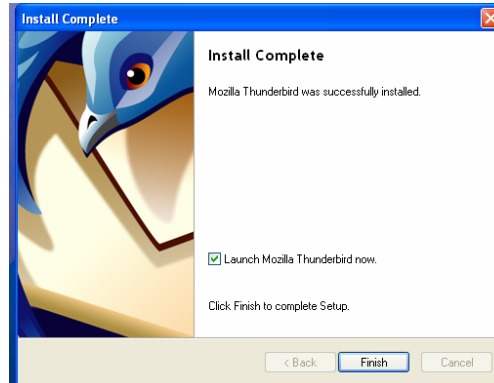 Install Complete
Install Complete
Mozilla Thunderbird was successfully installed.
Launch Mozilla Thunderbird now.
Click Finish to complete Setup.
< Back Finish Cancel